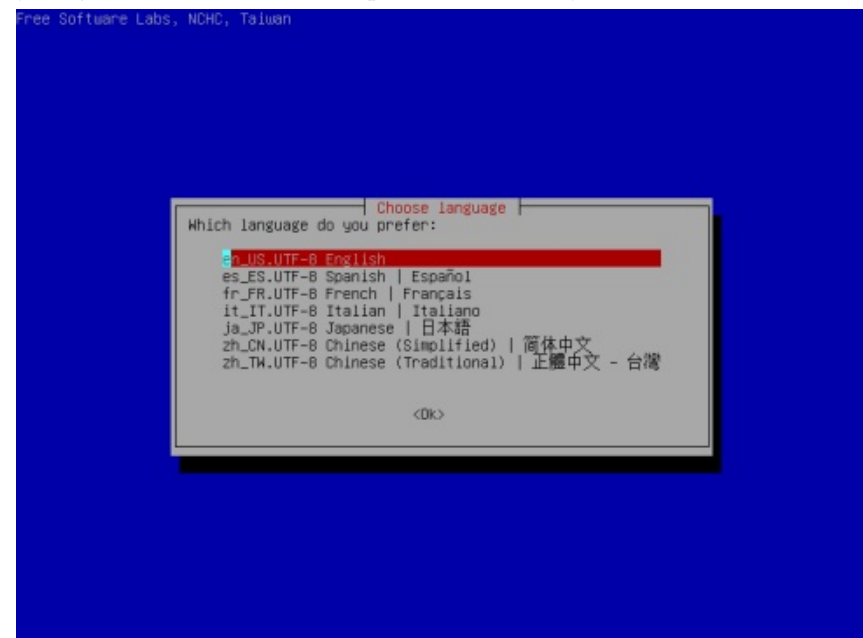 Free Software Labs, NCHC, Taiwan
Choose language
Which language do you prefer:
en_US.UTF-8 English
es_ES.UTF-8 Spanish | Español
fr_FR.UTF-8 French | Français
it_IT.UTF-8 Italian | Italiano
ja_JP.UTF-8 Japanese | 日本語
zh_CN.UTF-8 Chinese (Simplified) | 简体中文
zh_TW.UTF-8 Chinese (Traditional) | 正體中文 - 台灣
<Ok>